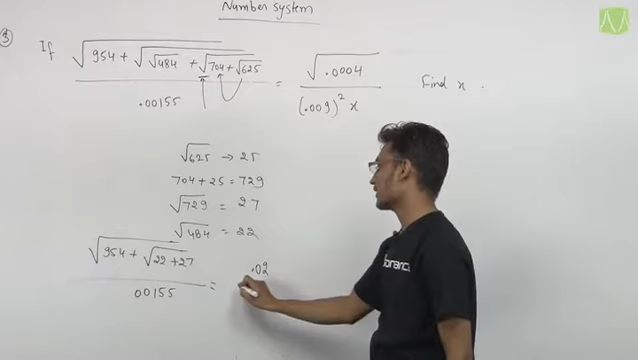 Number System
③ If √(954 + √(√484 + √(704 + √625))) / .00155 = √.0004 / (.009)² x Find x .
√625 → 25
704 + 25 = 729
√729 = 27
√484 = 22
√(954 + √(22 + 27)) / 00155 = .02